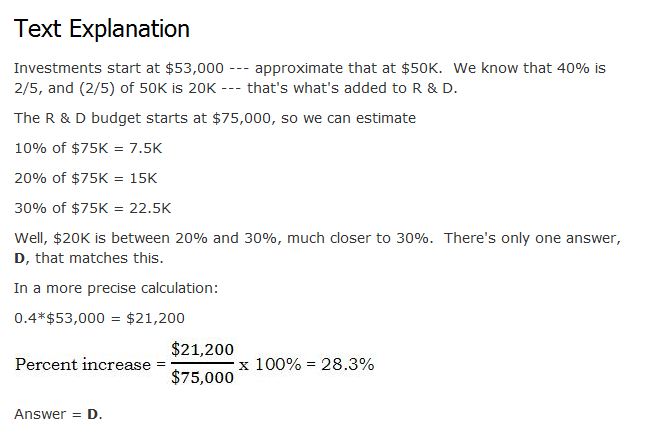 Text Explanation
Investments start at $53,000 --- approximate that at $50K.  We know that 40% is
2/5, and (2/5) of 50K is 20K --- that's what's added to R & D.
The R & D budget starts at $75,000, so we can estimate
10% of $75K = 7.5K
20% of $75K = 15K
30% of $75K = 22.5K
Well, $20K is between 20% and 30%, much closer to 30%.  There's only one answer,
D, that matches this.
In a more precise calculation:
0.4*$53,000 = $21,200
Percent increase = $21,200 / $75,000 x 100% = 28.3%
Answer = D.